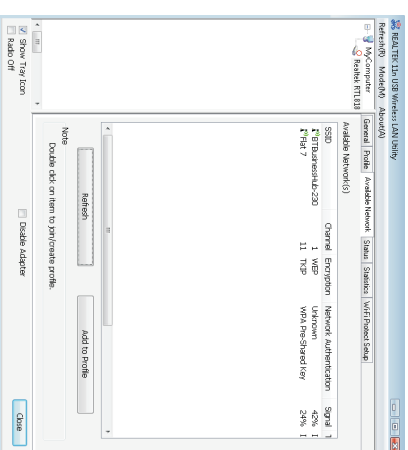 REALTEK 11n USB Wireless LAN Utility
Refresh(R) Mode(M) About(A)
MyComputer
Realtek RTL818
General Profile Available Network Status Statistics Wi-Fi Protect Setup
Available Network(s)
SSID Channel Encryption Network Authentication Signal T
BTBusinessHub-230 1 WEP Unknown 42% I
Flat 7 11 TKIP WPA Pre-Shared Key 24% I
Refresh Add to Profile
Note
Double click on item to join/create profile.
Show Tray Icon
Radio Off
Disable Adapter
Close